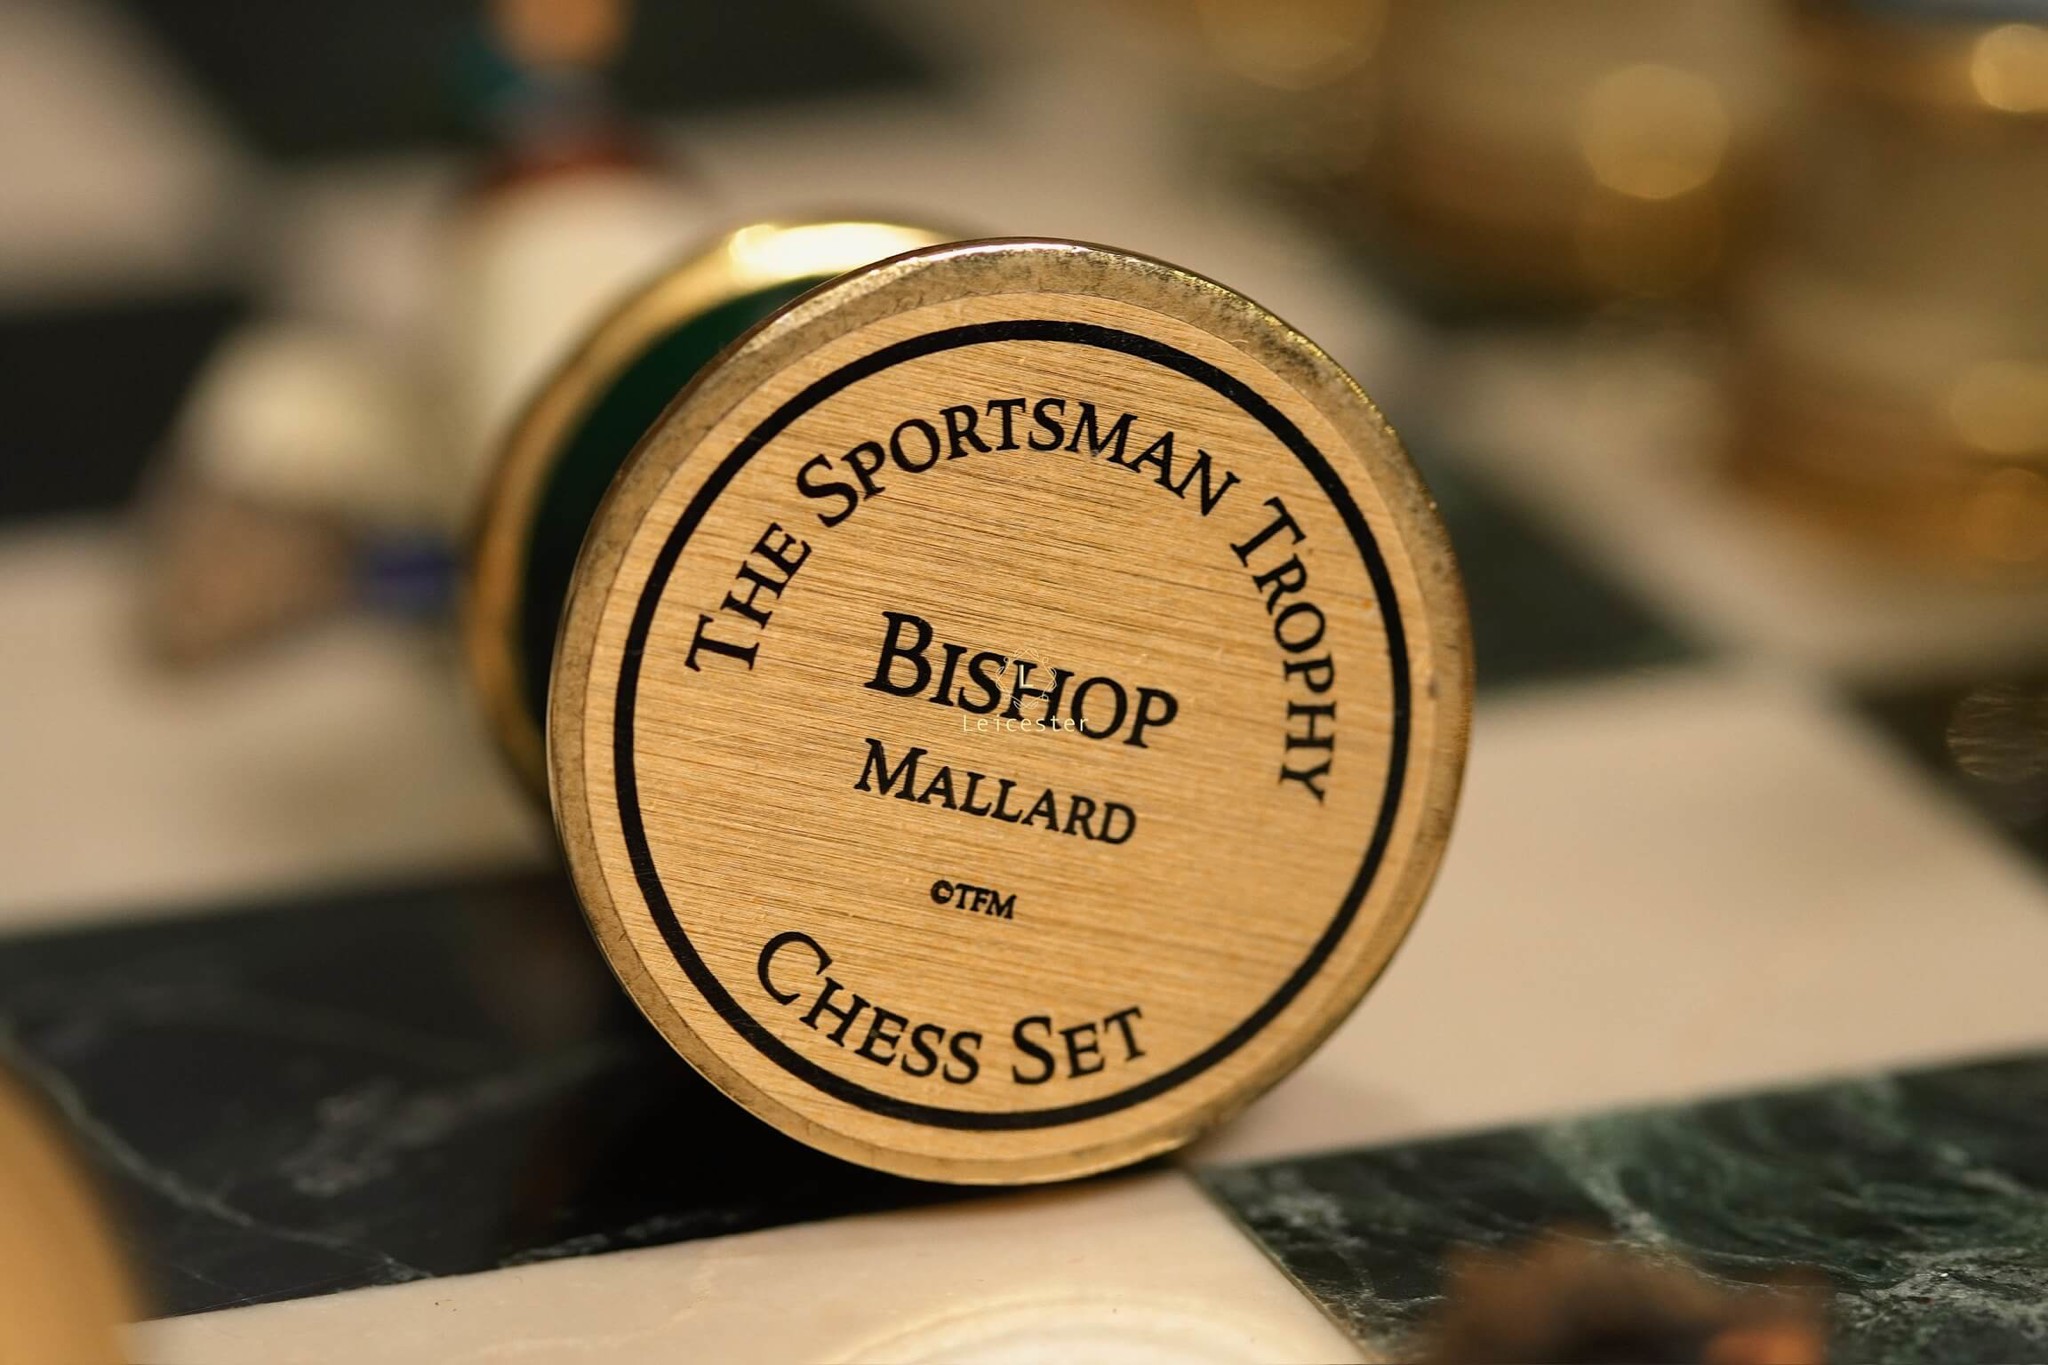 The Sportsman Trophy
Bishop
L
Leicester
Mallard
©TFM
Chess Set